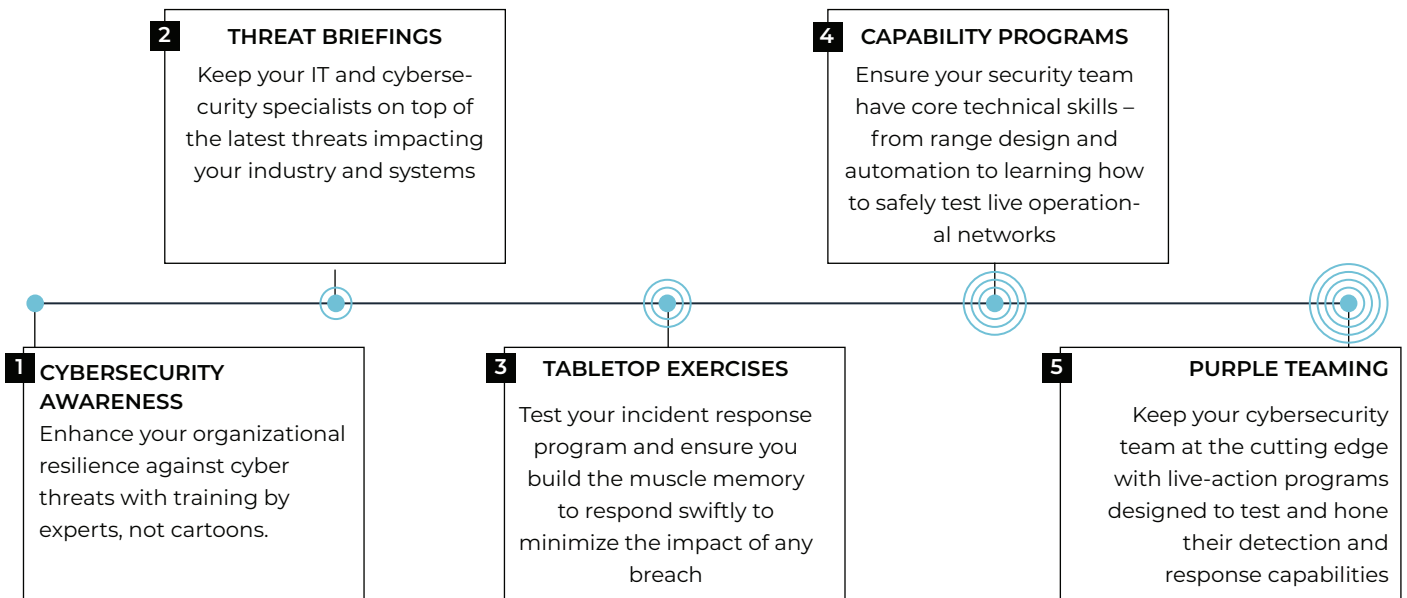 2
THREAT BRIEFINGS
Keep your IT and cyberse-
curity specialists on top of
the latest threats impacting
your industry and systems
4
CAPABILITY PROGRAMS
Ensure your security team
have core technical skills –
from range design and
automation to learning how
to safely test live operation-
al networks
1
CYBERSECURITY
AWARENESS
Enhance your organizational
resilience against cyber
threats with training by
experts, not cartoons.
3
TABLETOP EXERCISES
Test your incident response
program and ensure you
build the muscle memory
to respond swiftly to
minimize the impact of any
breach
5
PURPLE TEAMING
Keep your cybersecurity
team at the cutting edge
with live-action programs
designed to test and hone
their detection and
response capabilities